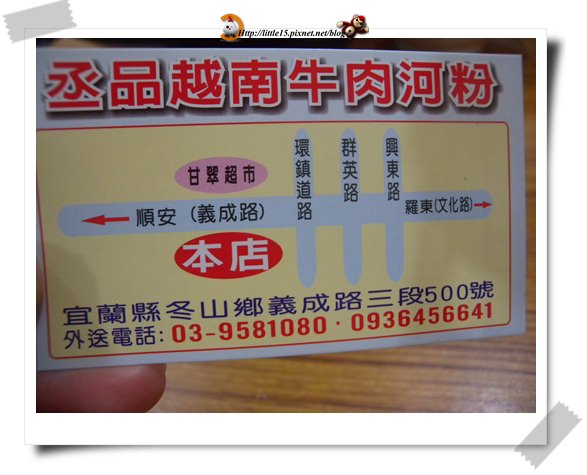 Http://little15.pixnet.net/blog
丞品越南牛肉河粉
環鎮道路
群英路
興東路
甘翠超市
順安 (義成路)
羅東(文化路)
本店
宜蘭縣冬山鄉義成路三段500號
外送電話: 03-9581080 · 0936456641